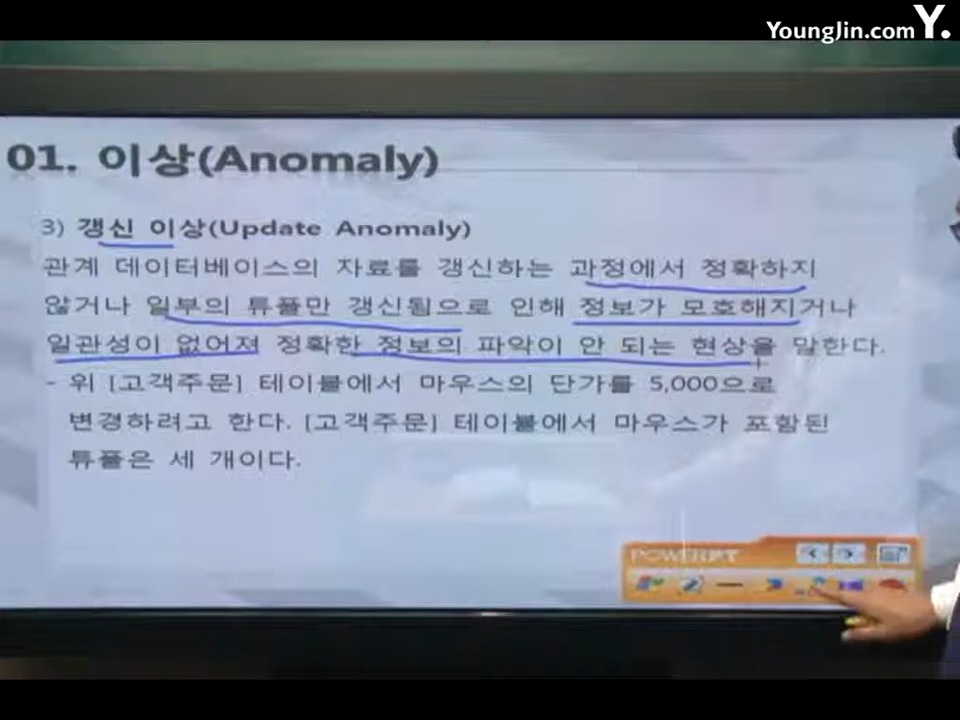 YoungJin.com Y.
01. 이상(Anomaly)
3) 갱신 이상(Update Anomaly)
관계 데이터베이스의 자료를 갱신하는 과정에서 정확하지
않거나 일부의 튜플만 갱신됨으로 인해 정보가 모호해지거나
일관성이 없어져 정확한 정보의 파악이 안 되는 현상을 말한다.
- 위 [고객주문] 테이블에서 마우스의 단가를 5,000으로
변경하려고 한다. [고객주문] 테이블에서 마우스가 포함된
튜플은 세 개이다.
POWERPT